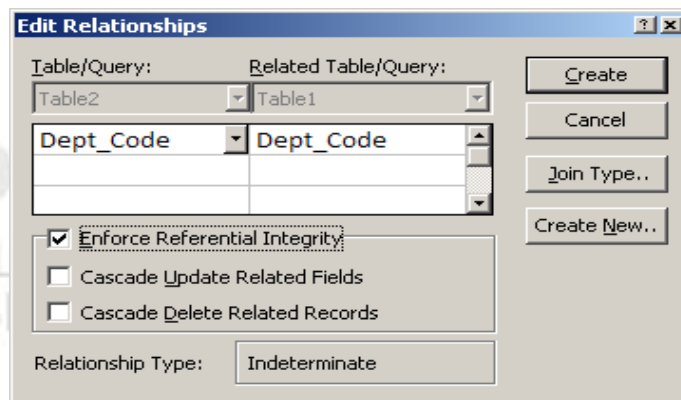 Edit Relationships
Table/Query: Related Table/Query:
Table2 Table1
Dept_Code Dept_Code
Enforce Referential Integrity
Cascade Update Related Fields
Cascade Delete Related Records
Relationship Type: Indeterminate
Create
Cancel
Join Type..
Create New..